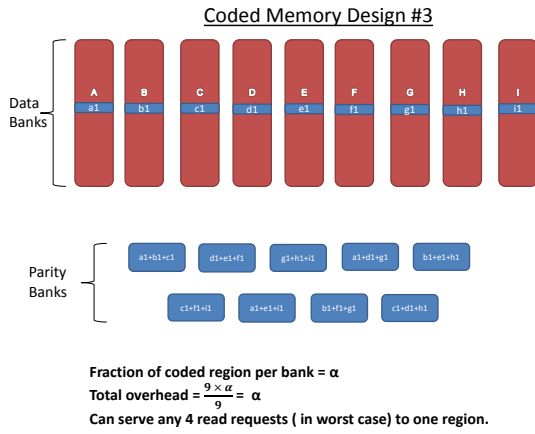 Coded Memory Design #3
A B C D E F G H I
Data
Banks
a1 b1 c1 d1 e1 f1 g1 h1 i1
a1+b1+c1 d1+e1+f1 g1+h1+i1 a1+d1+g1 b1+e1+h1
Parity
Banks
c1+f1+i1 a1+e1+i1 b1+f1+g1 c1+d1+h1
Fraction of coded region per bank = α
Total overhead = \frac{9 × α}{9} = α
Can serve any 4 read requests ( in worst case) to one region.